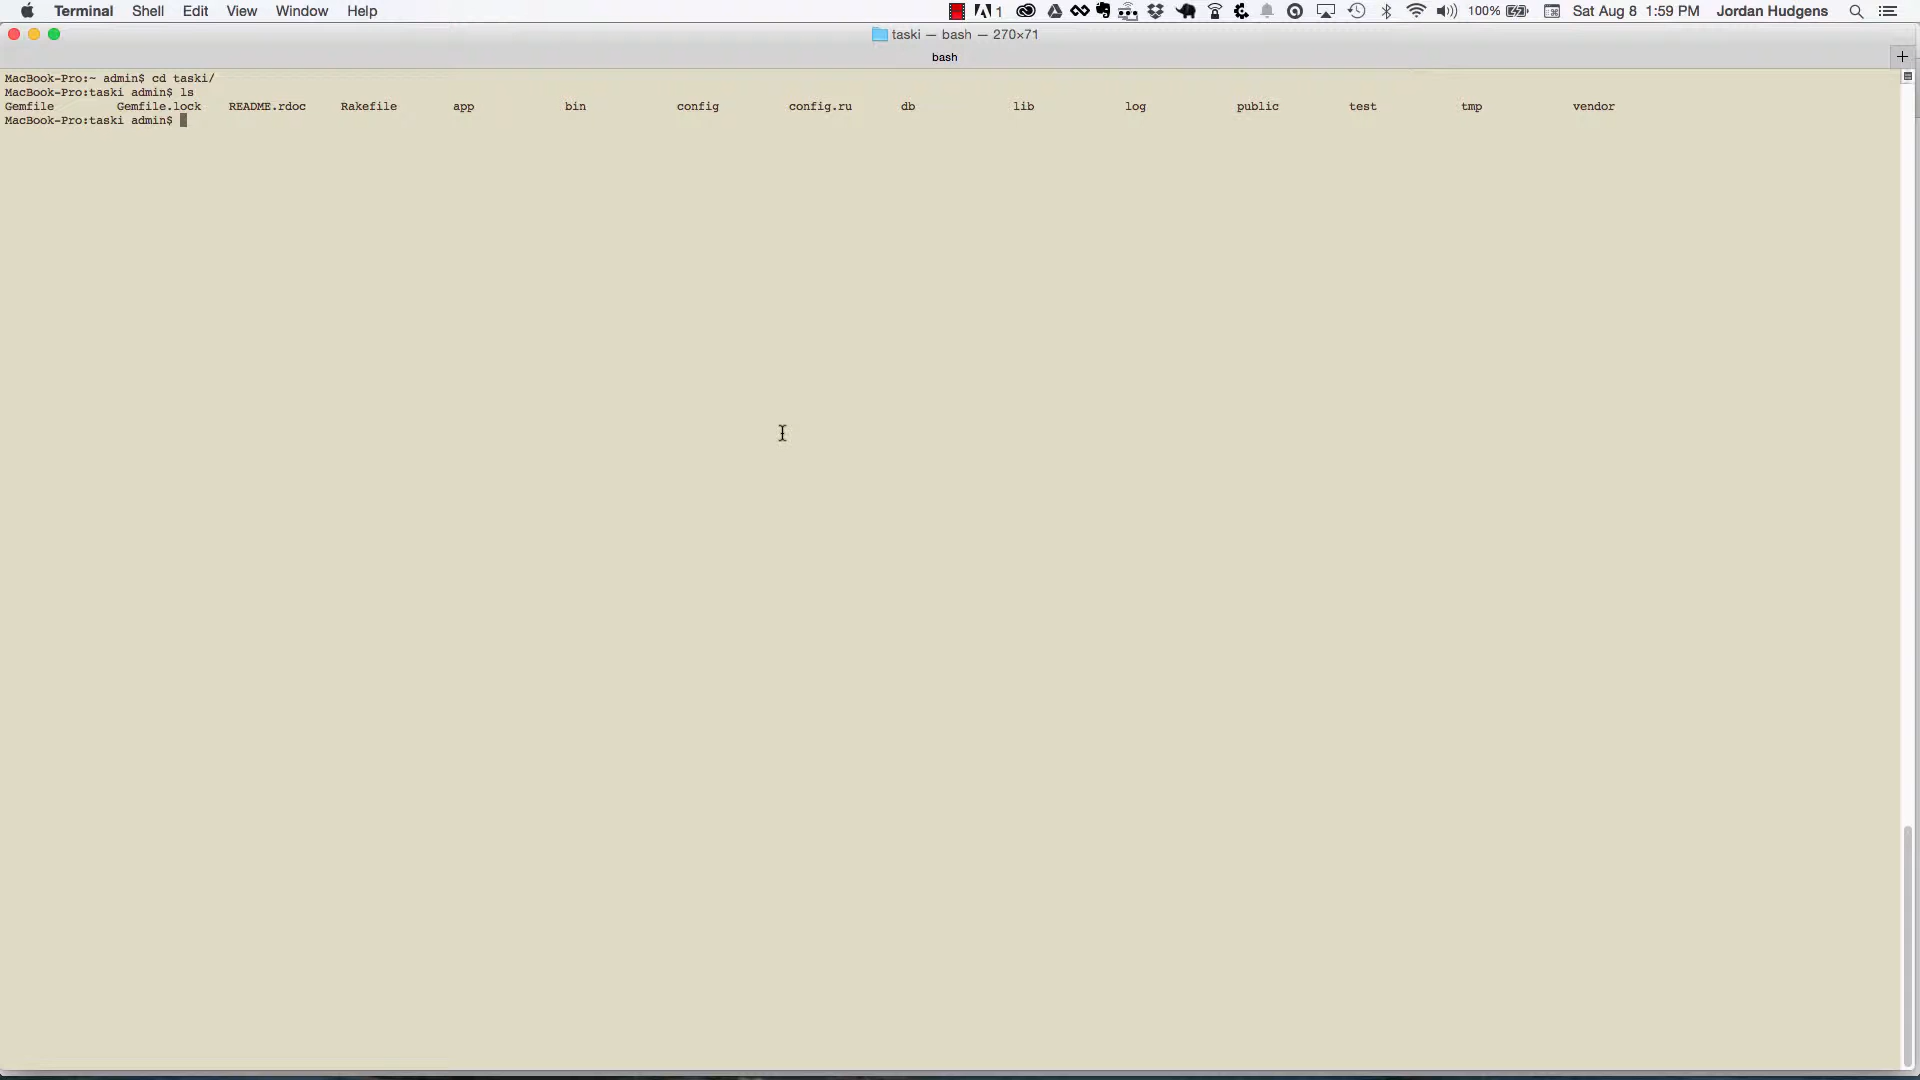 Terminal Shell Edit View Window Help 1 100% Sat Aug 8 1:59 PM Jordan Hudgens
taski — bash — 270×71
bash
MacBook-Pro:~ admin$ cd taski/
MacBook-Pro:taski admin$ ls
Gemfile Gemfile.lock README.rdoc Rakefile app bin config config.ru db lib log public test tmp vendor
MacBook-Pro:taski admin$